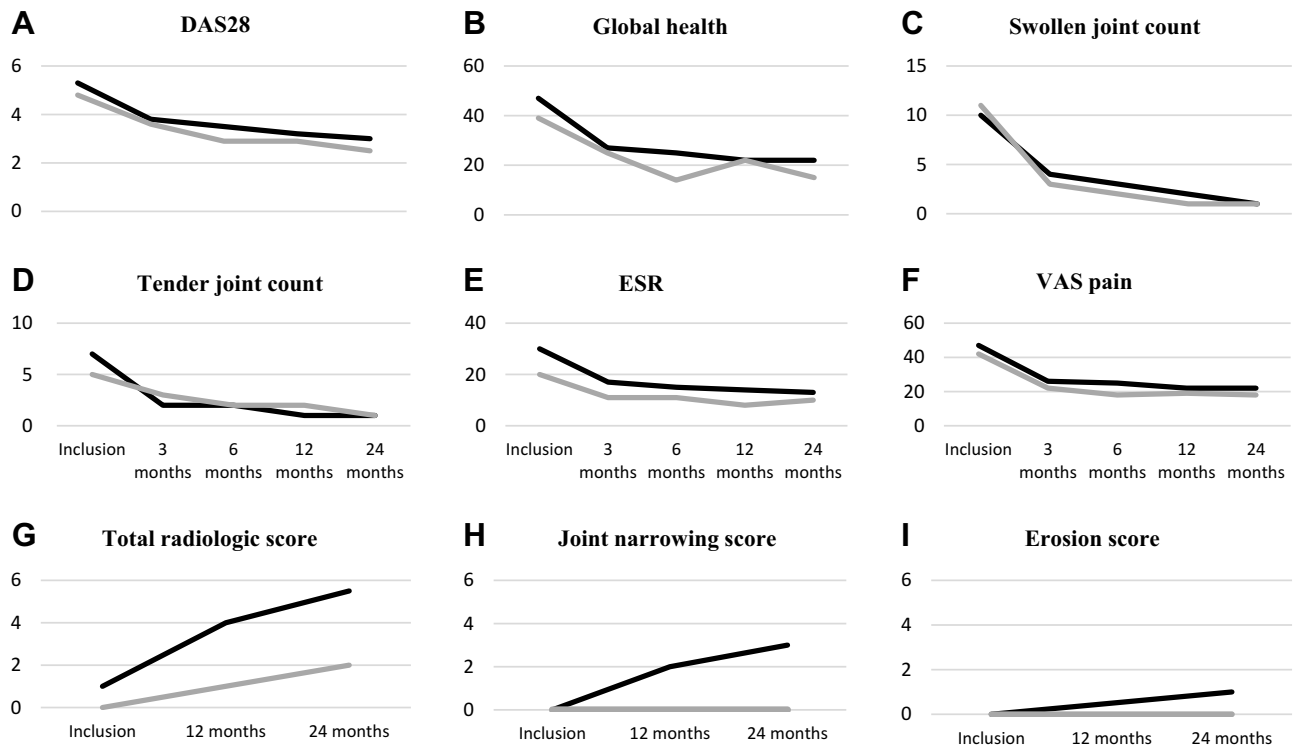 A DAS28
6
4
2
0
B Global health
60
40
20
0
C Swollen joint count
15
10
5
0
D Tender joint count
10
5
0
Inclusion 3 months 6 months 12 months 24 months
E ESR
40
20
0
Inclusion 3 months 6 months 12 months 24 months
F VAS pain
60
40
20
0
Inclusion 3 months 6 months 12 months 24 months
G Total radiologic score
6
4
2
0
Inclusion 12 months 24 months
H Joint narrowing score
6
4
2
0
Inclusion 12 months 24 months
I Erosion score
6
4
2
0
Inclusion 12 months 24 months